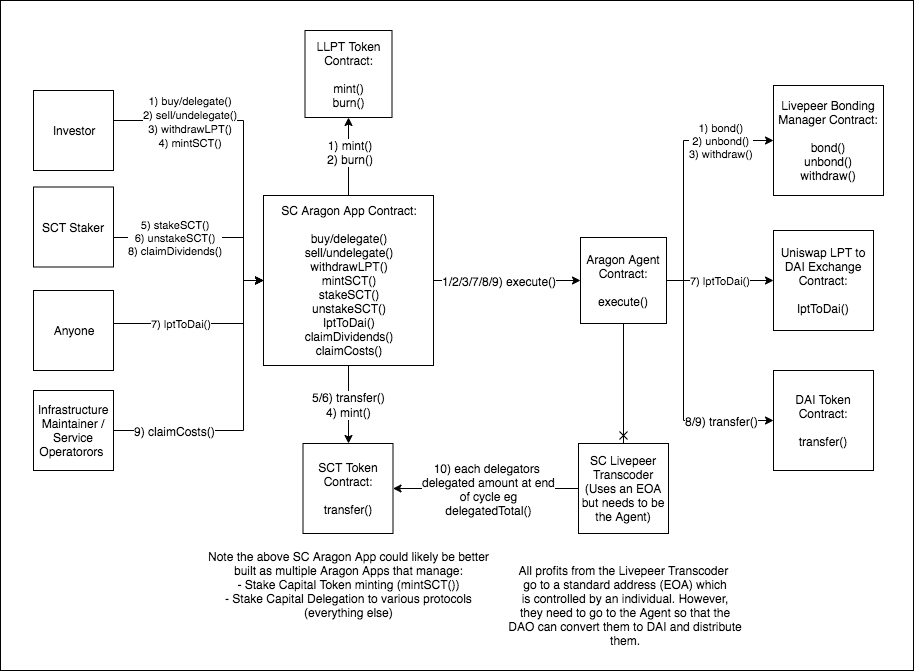 LLPT Token
Contract:
mint()
burn()
Investor
1) buy/delegate()
2) sell/undelegate()
3) withdrawLPT()
4) mintSCT()
1) mint()
2) burn()
1) bond()
2) unbond()
3) withdraw()
Livepeer Bonding
Manager Contract:
bond()
unbond()
withdraw()
SCT Staker
5) stakeSCT()
6) unstakeSCT()
8) claimDividends()
SC Aragon App Contract:
buy/delegate()
sell/undelegate()
withdrawLPT()
mintSCT()
stakeSCT()
unstakeSCT()
lptToDai()
claimDividends()
claimCosts()
1/2/3/7/8/9) execute()
Aragon Agent
Contract:
execute()
7) lptToDai()
Uniswap LPT to
DAI Exchange
Contract:
lptToDai()
Anyone
7) lptToDai()
Infrastructure
Maintainer /
Service
Operatorors
9) claimCosts()
5/6) transfer()
4) mint()
8/9) transfer()
DAI Token
Contract:
transfer()
SCT Token
Contract:
transfer()
10) each delegators
delegated amount at end
of cycle eg
delegatedTotal()
SC Livepeer
Transcoder
(Uses an EOA
but needs to be
the Agent)
Note the above SC Aragon App could likely be better
built as multiple Aragon Apps that manage:
- Stake Capital Token minting (mintSCT())
- Stake Capital Delegation to various protocols
(everything else)
All profits from the Livepeer Transcoder
go to a standard address (EOA) which
is controlled by an individual. However,
they need to go to the Agent so that the
DAO can convert them to DAI and distribute
them.